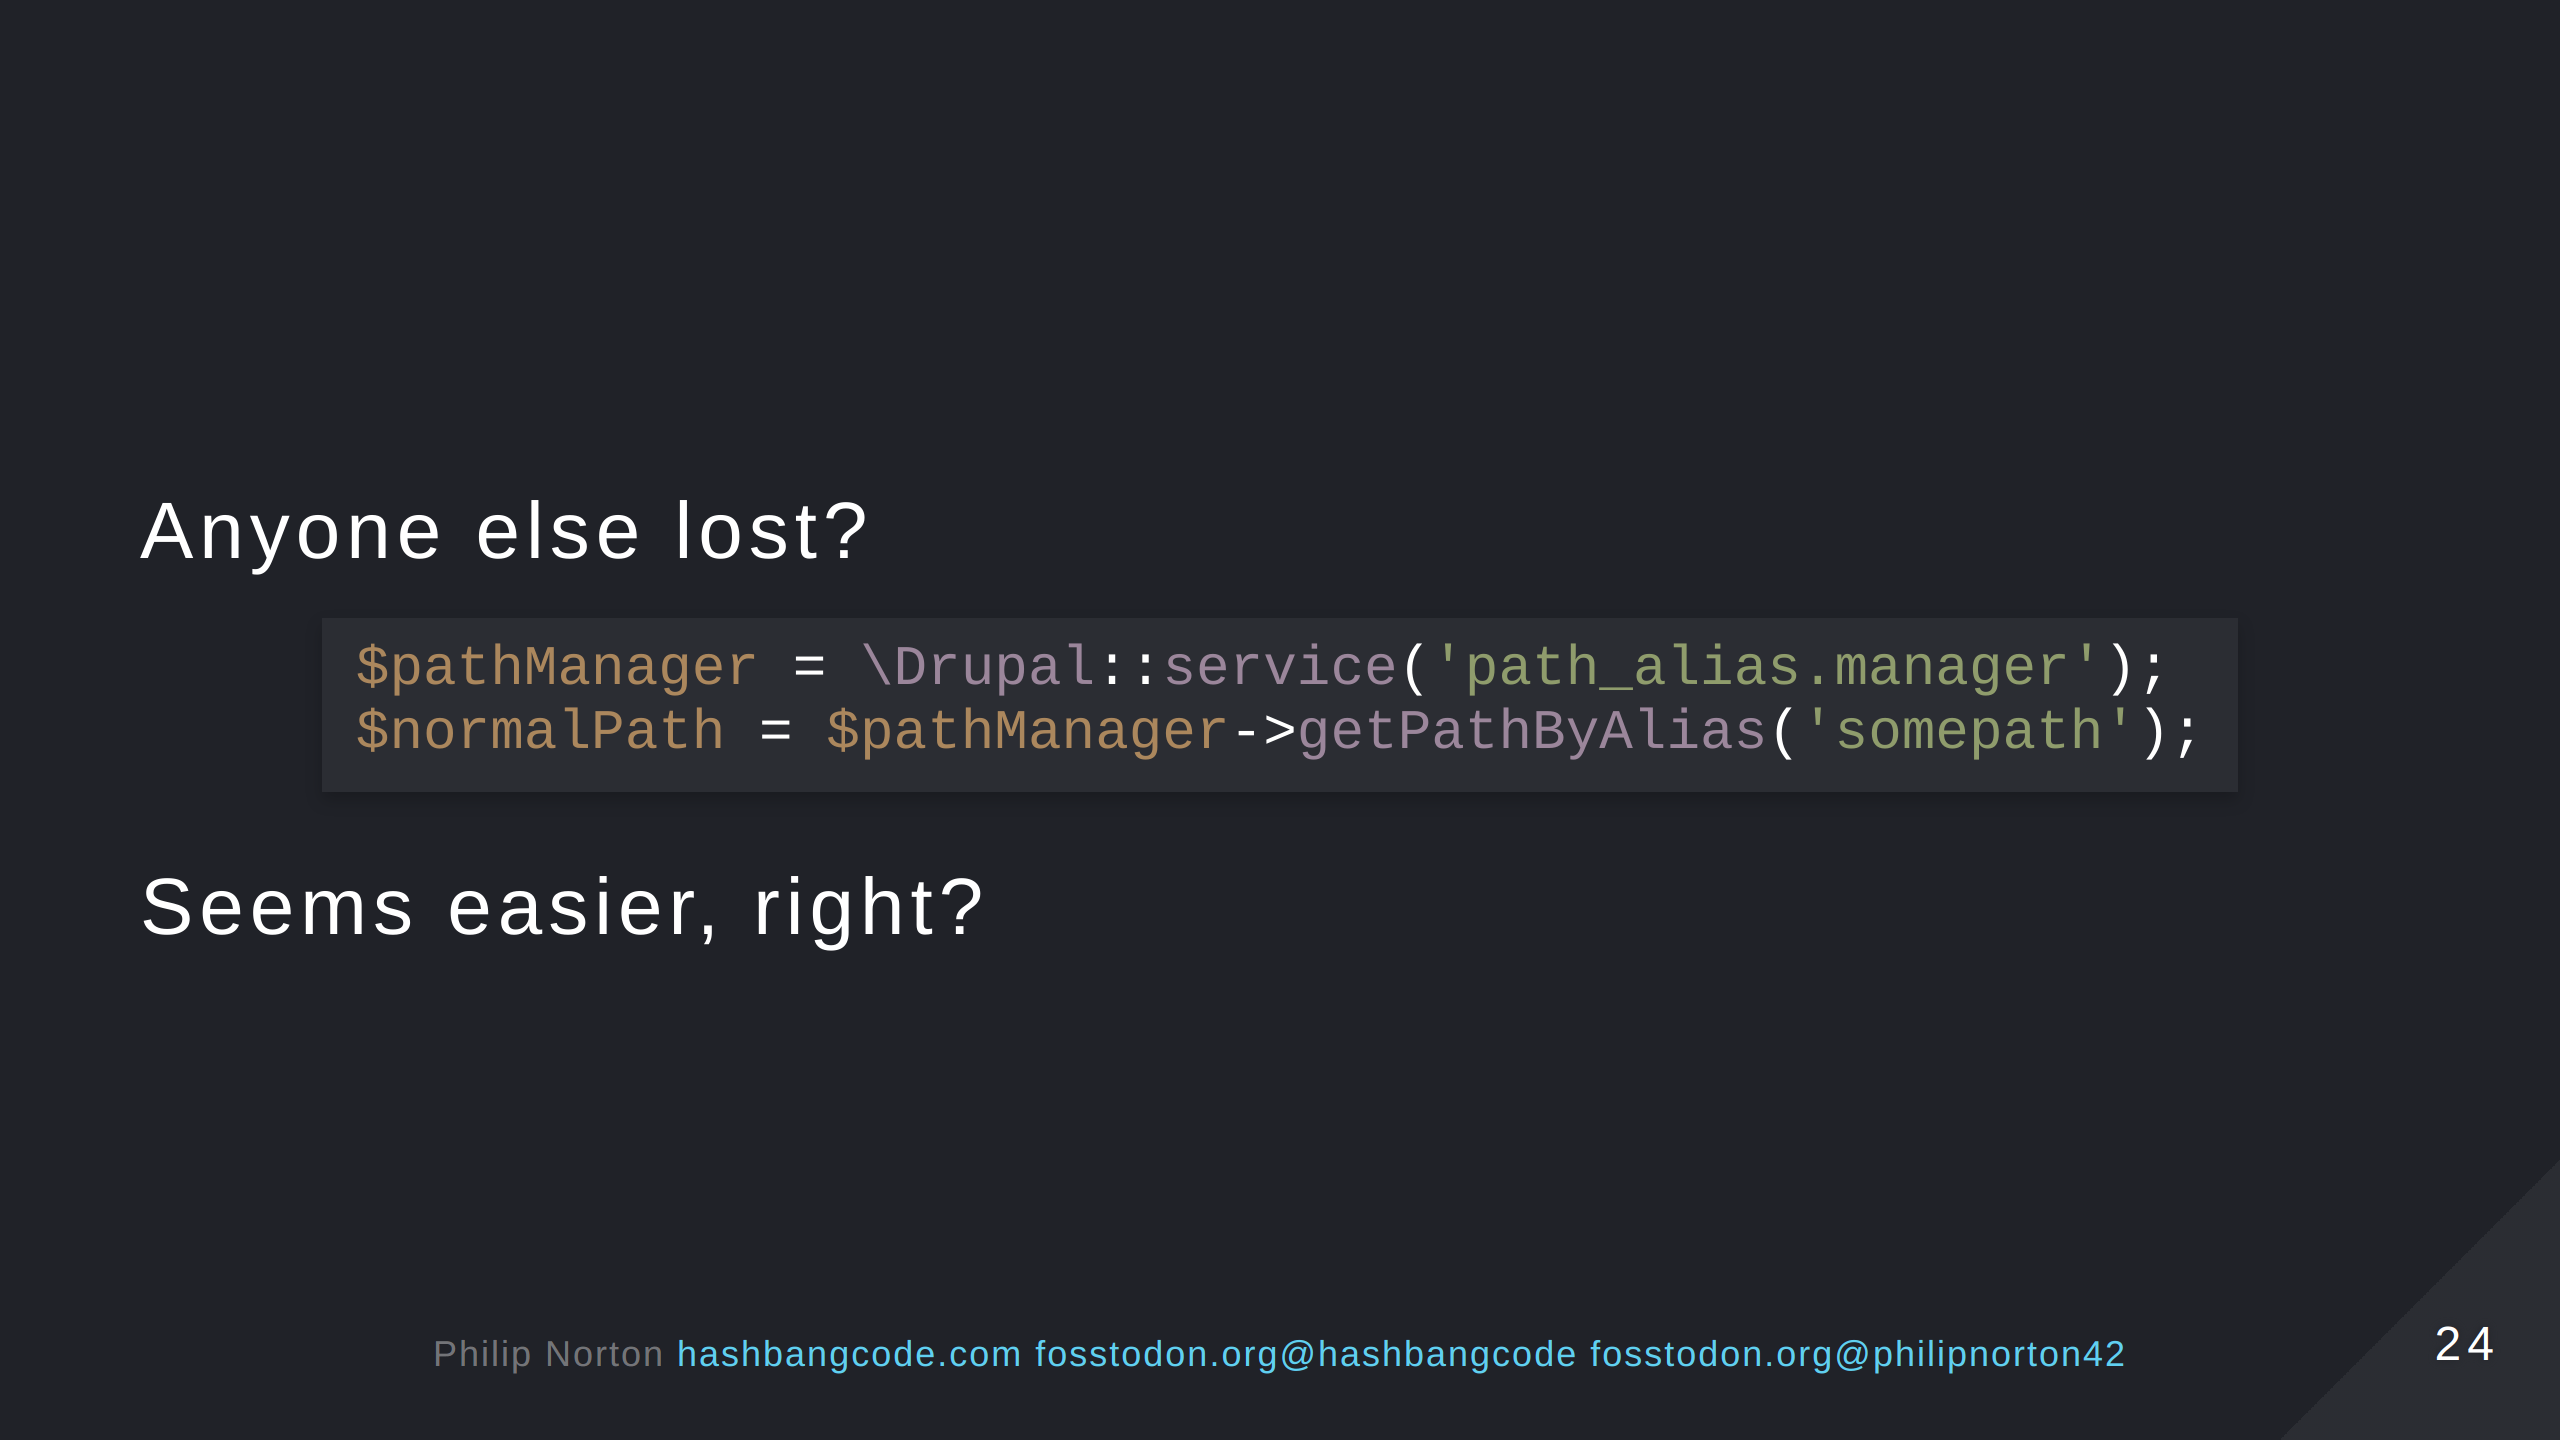 Anyone else lost?
$pathManager = \Drupal::service('path_alias.manager');
$normalPath = $pathManager->getPathByAlias('somepath');
Seems easier, right?
Philip Norton hashbangcode.com fosstodon.org@hashbangcode fosstodon.org@philipnorton42
24